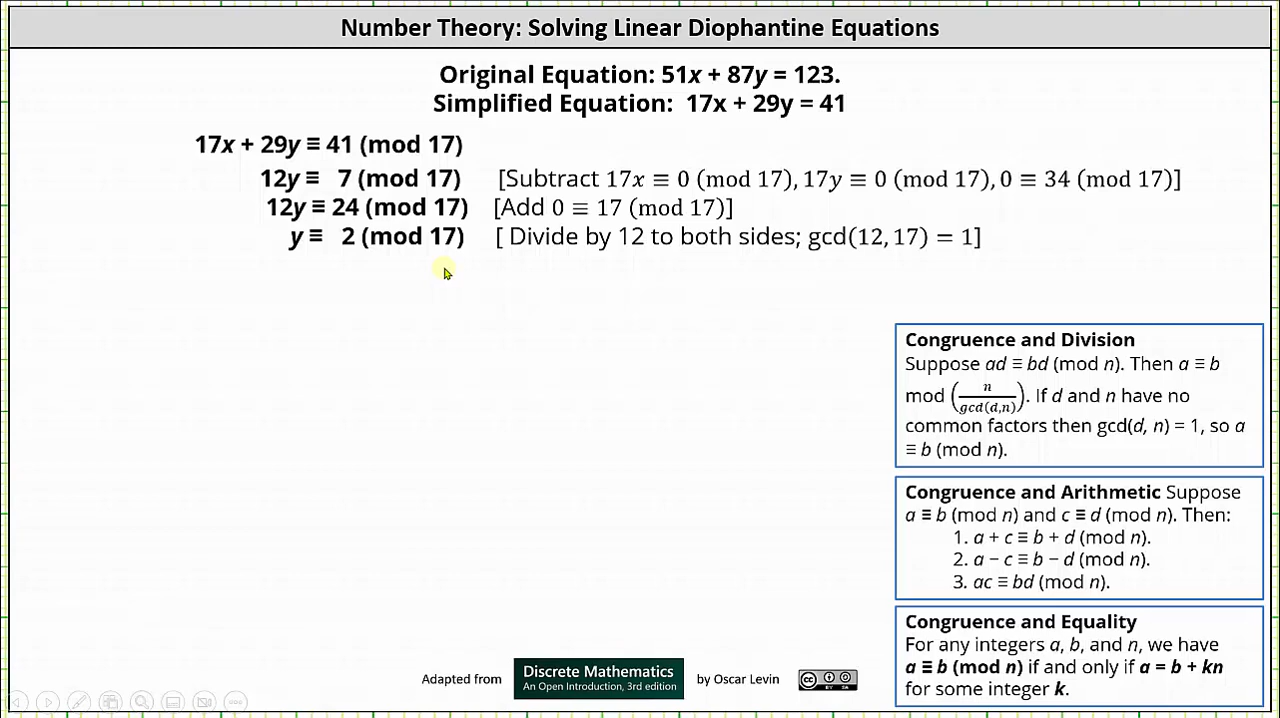 Number Theory: Solving Linear Diophantine Equations
Original Equation: 51x + 87y = 123.
Simplified Equation: 17x + 29y = 41
17x + 29y ≡ 41 (mod 17)
12y ≡ 7 (mod 17) [Subtract 17x ≡ 0 (mod 17), 17y ≡ 0 (mod 17), 0 ≡ 34 (mod 17)]
12y ≡ 24 (mod 17) [Add 0 ≡ 17 (mod 17)]
y ≡ 2 (mod 17) [ Divide by 12 to both sides; gcd(12, 17) = 1]
Congruence and Division
Suppose ad ≡ bd (mod n). Then a ≡ b
mod (n/gcd(d,n)). If d and n have no
common factors then gcd(d, n) = 1, so a
≡ b (mod n).
Congruence and Arithmetic Suppose
a ≡ b (mod n) and c ≡ d (mod n). Then:
1. a + c ≡ b + d (mod n).
2. a − c ≡ b − d (mod n).
3. ac ≡ bd (mod n).
Congruence and Equality
For any integers a, b, and n, we have
a ≡ b (mod n) if and only if a = b + kn
for some integer k.
Adapted from
Discrete Mathematics
An Open Introduction, 3rd edition
by Oscar Levin
cc
BY SA